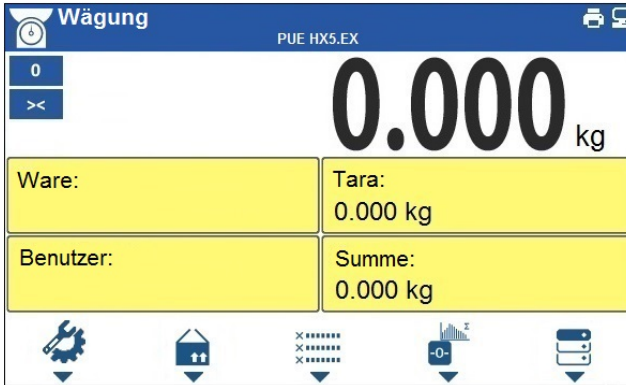 Wägung
PUE HX5.EX
0
><
0.000 kg
Ware:
Tara:
0.000 kg
Benutzer:
Summe:
0.000 kg
Σ
-0-